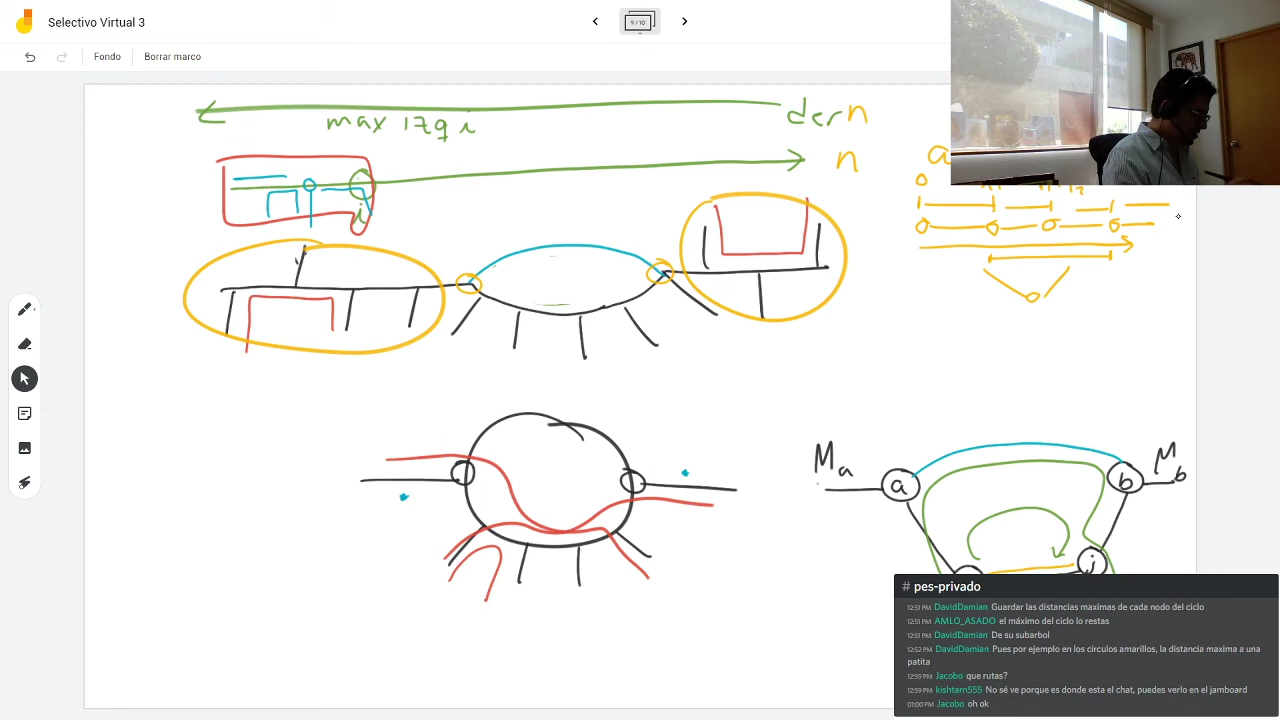 Selectivo Virtual 3
9 / 10
Fondo
Borrar marco
max izq i
der n
n
a
i
0
Ma
a
b
Mb
j
# pes-privado
12:51 PM DavidDamian Guardar las distancias maximas de cada nodo del ciclo
12:51 PM AMLO_ASADO el máximo del ciclo lo restas
12:51 PM DavidDamian De su subarbol
12:52 PM DavidDamian Pues por ejemplo en los circulos amarillos, la distancia maxima a una
patita
12:59 PM Jacobo que rutas?
12:59 PM kishtarn555 No sé ve porque es donde esta el chat, puedes verlo en el jamboard
01:00 PM Jacobo oh ok